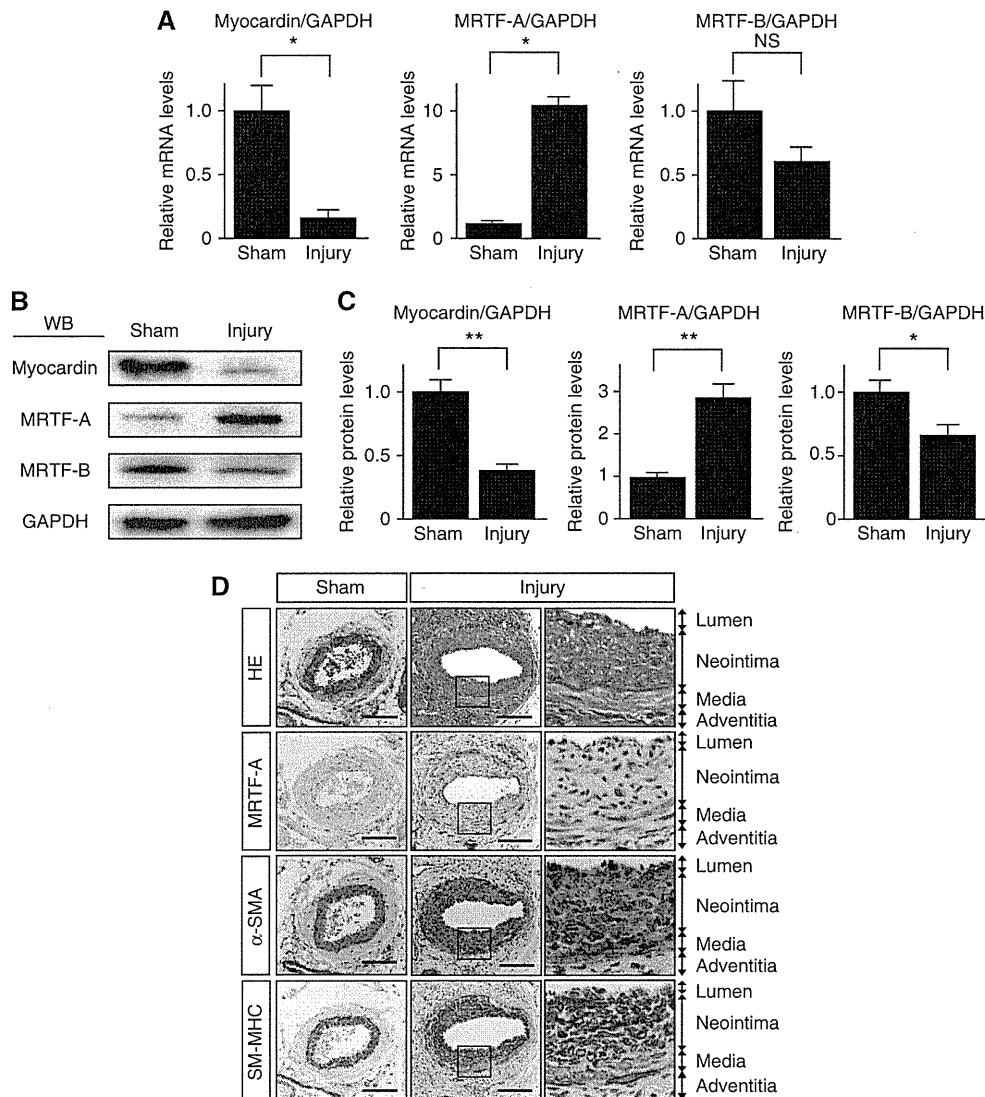 A
Myocardin/GAPDH
*
Relative mRNA levels
1.0
0.5
0
Sham Injury
MRTF-A/GAPDH
*
Relative mRNA levels
10
5
0
Sham Injury
MRTF-B/GAPDH
NS
Relative mRNA levels
1.0
0.5
0
Sham Injury
B
WB Sham Injury
Myocardin
MRTF-A
MRTF-B
GAPDH
C
Myocardin/GAPDH
**
Relative protein levels
1.0
0.5
0
Sham Injury
MRTF-A/GAPDH
**
Relative protein levels
3
2
1
0
Sham Injury
MRTF-B/GAPDH
*
Relative protein levels
1.0
0.5
0
Sham Injury
D
Sham Injury
HE
Lumen
Neointima
Media
Adventitia
MRTF-A
Lumen
Neointima
Media
Adventitia
α-SMA
Lumen
Neointima
Media
Adventitia
SM-MHC
Lumen
Neointima
Media
Adventitia